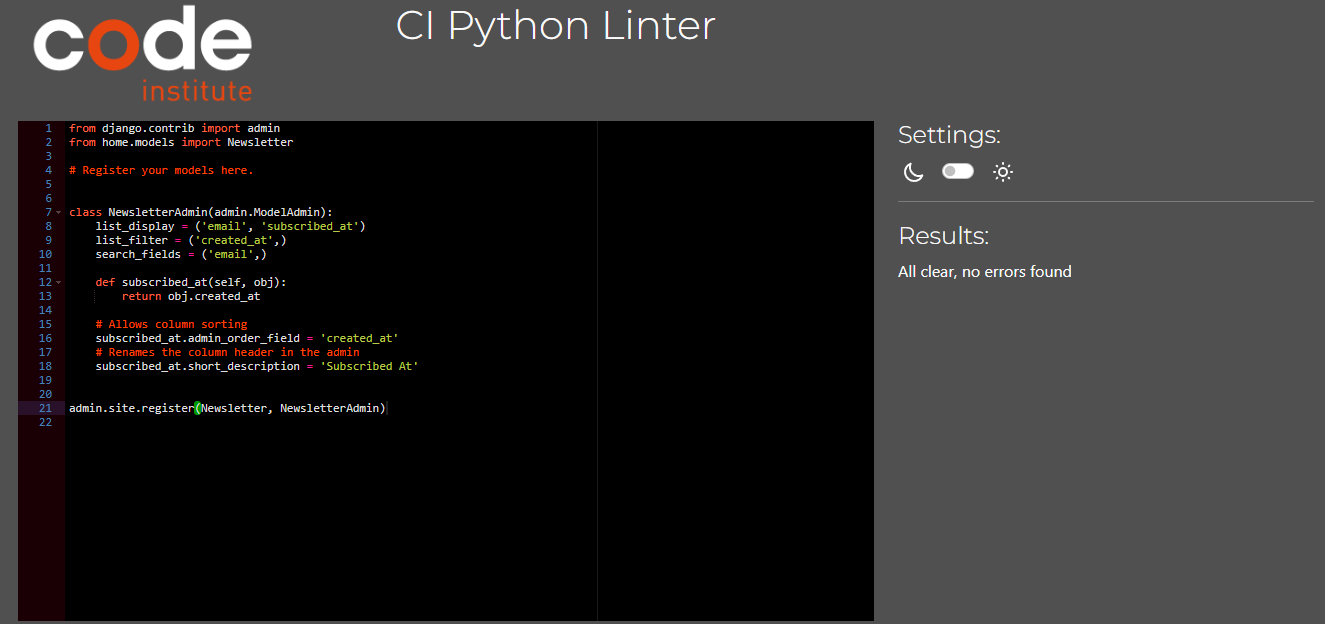 code
institute
CI Python Linter
1 from django.contrib import admin
2 from home.models import Newsletter
3
4 # Register your models here.
5
6
7 class NewsletterAdmin(admin.ModelAdmin):
8     list_display = ('email', 'subscribed_at')
9     list_filter = ('created_at',)
10     search_fields = ('email',)
11
12     def subscribed_at(self, obj):
13         return obj.created_at
14
15     # Allows column sorting
16     subscribed_at.admin_order_field = 'created_at'
17     # Renames the column header in the admin
18     subscribed_at.short_description = 'Subscribed At'
19
20
21 admin.site.register(Newsletter, NewsletterAdmin)
22
Settings:
Results:
All clear, no errors found